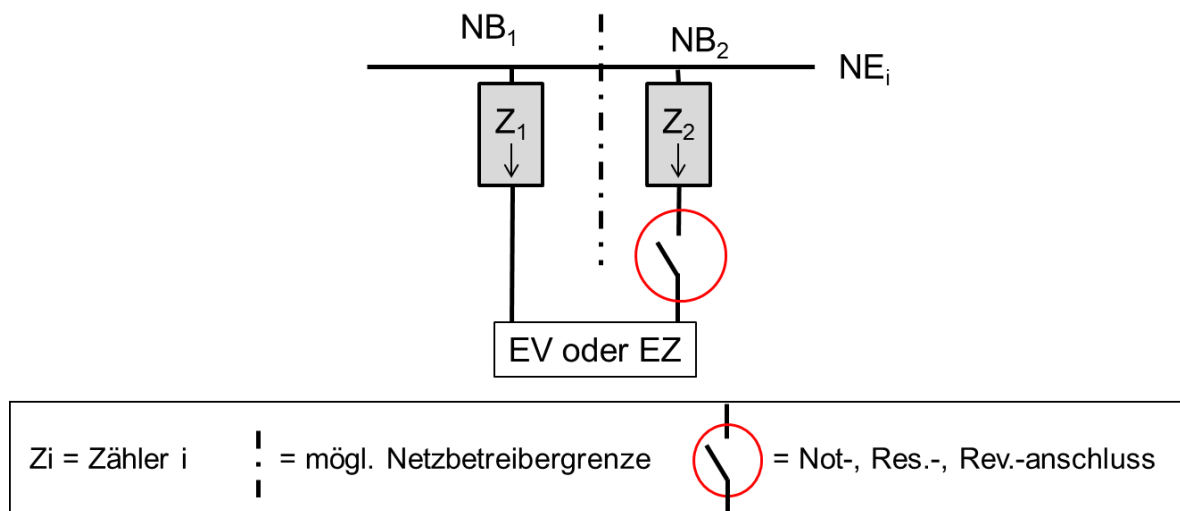 NB₁
NB₂
NEᵢ
Z₁
Z₂
EV oder EZ
Zi = Zähler i
= mögl. Netzbetreibergrenze
= Not-, Res.-, Rev.-anschluss